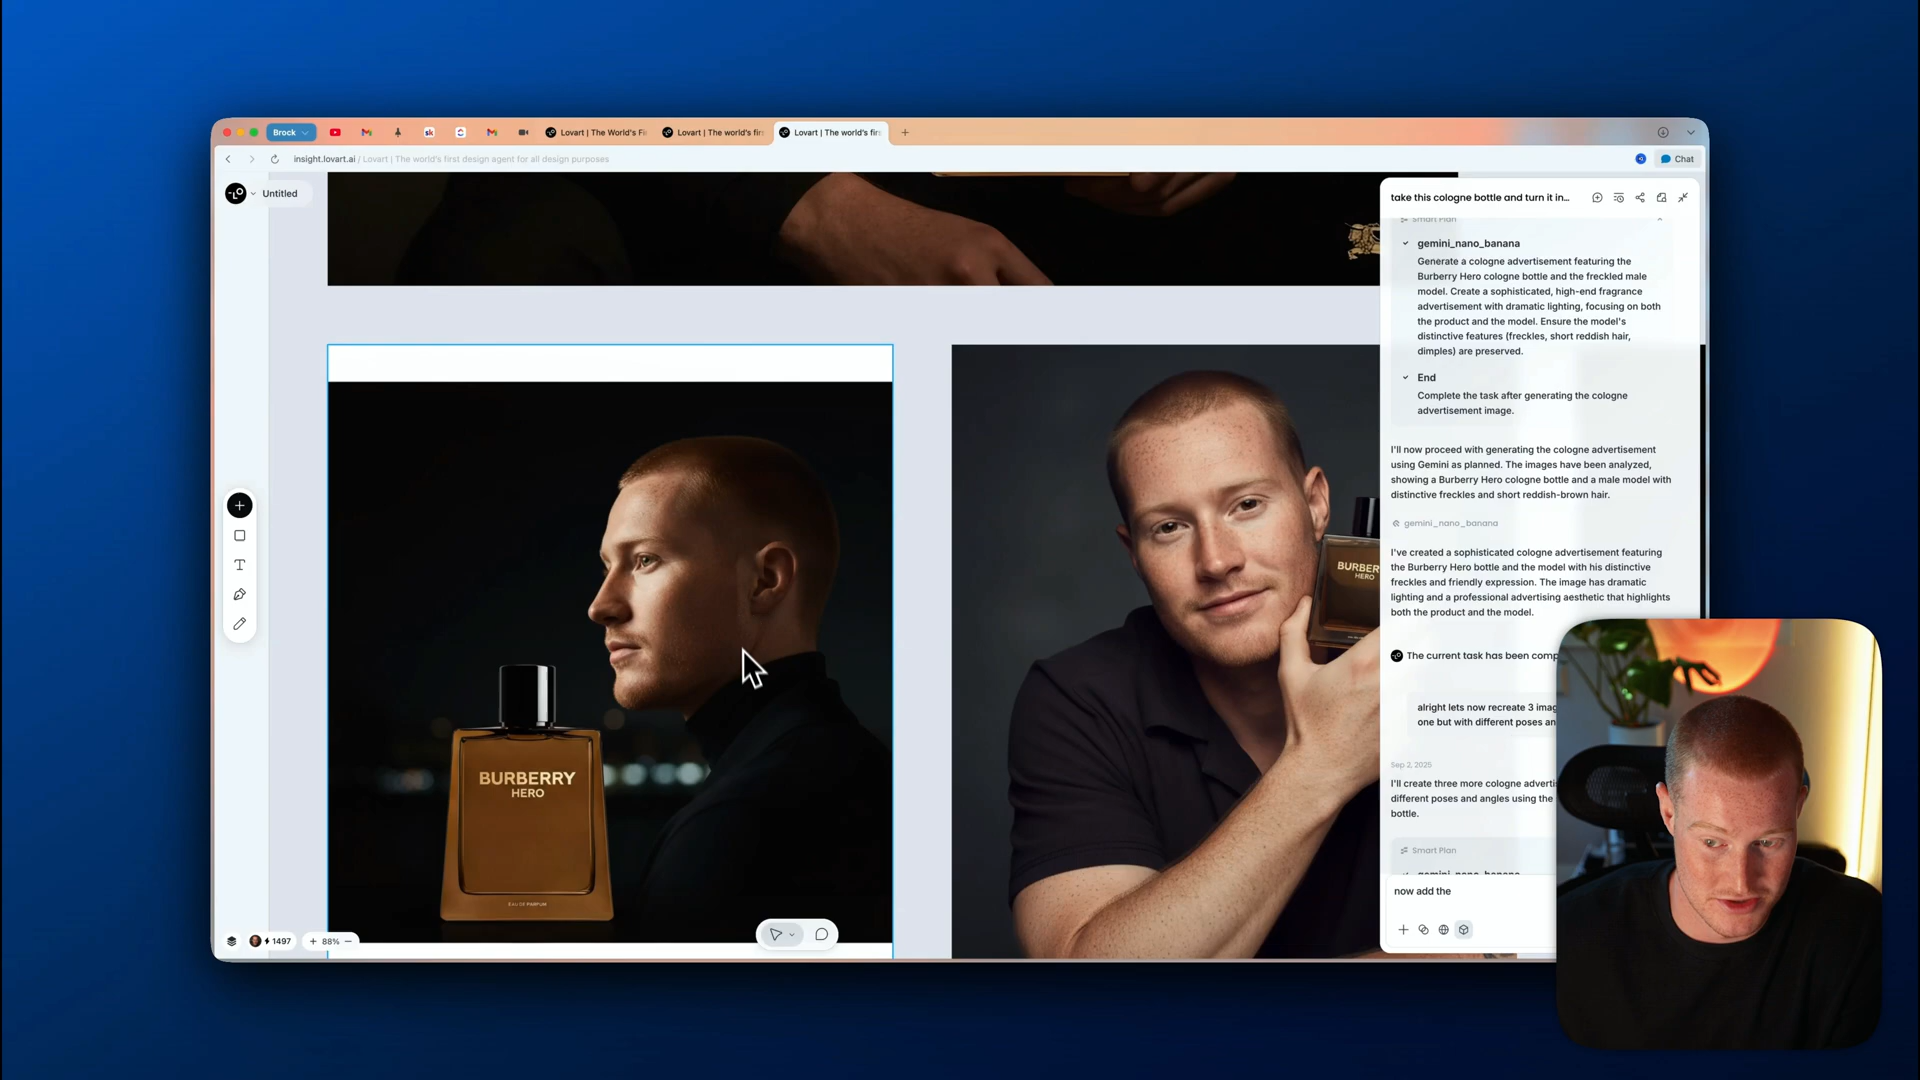 Brock
sk
Lovart | The World's Fi
Lovart | The world's firs
Lovart | The world's firs
insight.lovart.ai / Lovart | The world's first design agent for all design purposes
Chat
Untitled
take this cologne bottle and turn it in...
Smart Plan
gemini_nano_banana
Generate a cologne advertisement featuring the
Burberry Hero cologne bottle and the freckled male
model. Create a sophisticated, high-end fragrance
advertisement with dramatic lighting, focusing on both
the product and the model. Ensure the model's
distinctive features (freckles, short reddish hair,
dimples) are preserved.
End
Complete the task after generating the cologne
advertisement image.
I'll now proceed with generating the cologne advertisement
using Gemini as planned. The images have been analyzed,
showing a Burberry Hero cologne bottle and a male model with
distinctive freckles and short reddish-brown hair.
gemini_nano_banana
I've created a sophisticated cologne advertisement featuring
the Burberry Hero bottle and the model with his distinctive
freckles and friendly expression. The image has dramatic
lighting and a professional advertising aesthetic that highlights
both the product and the model.
The current task has been comp
alright lets now recreate 3 imag
one but with different poses an
Sep 2, 2025
I'll create three more cologne adverti
different poses and angles using the
bottle.
Smart Plan
gemini_nano_banana
now add the
BURBERRY
HERO
EAU DE PARFUM
BURBER
HERO
1497
88%